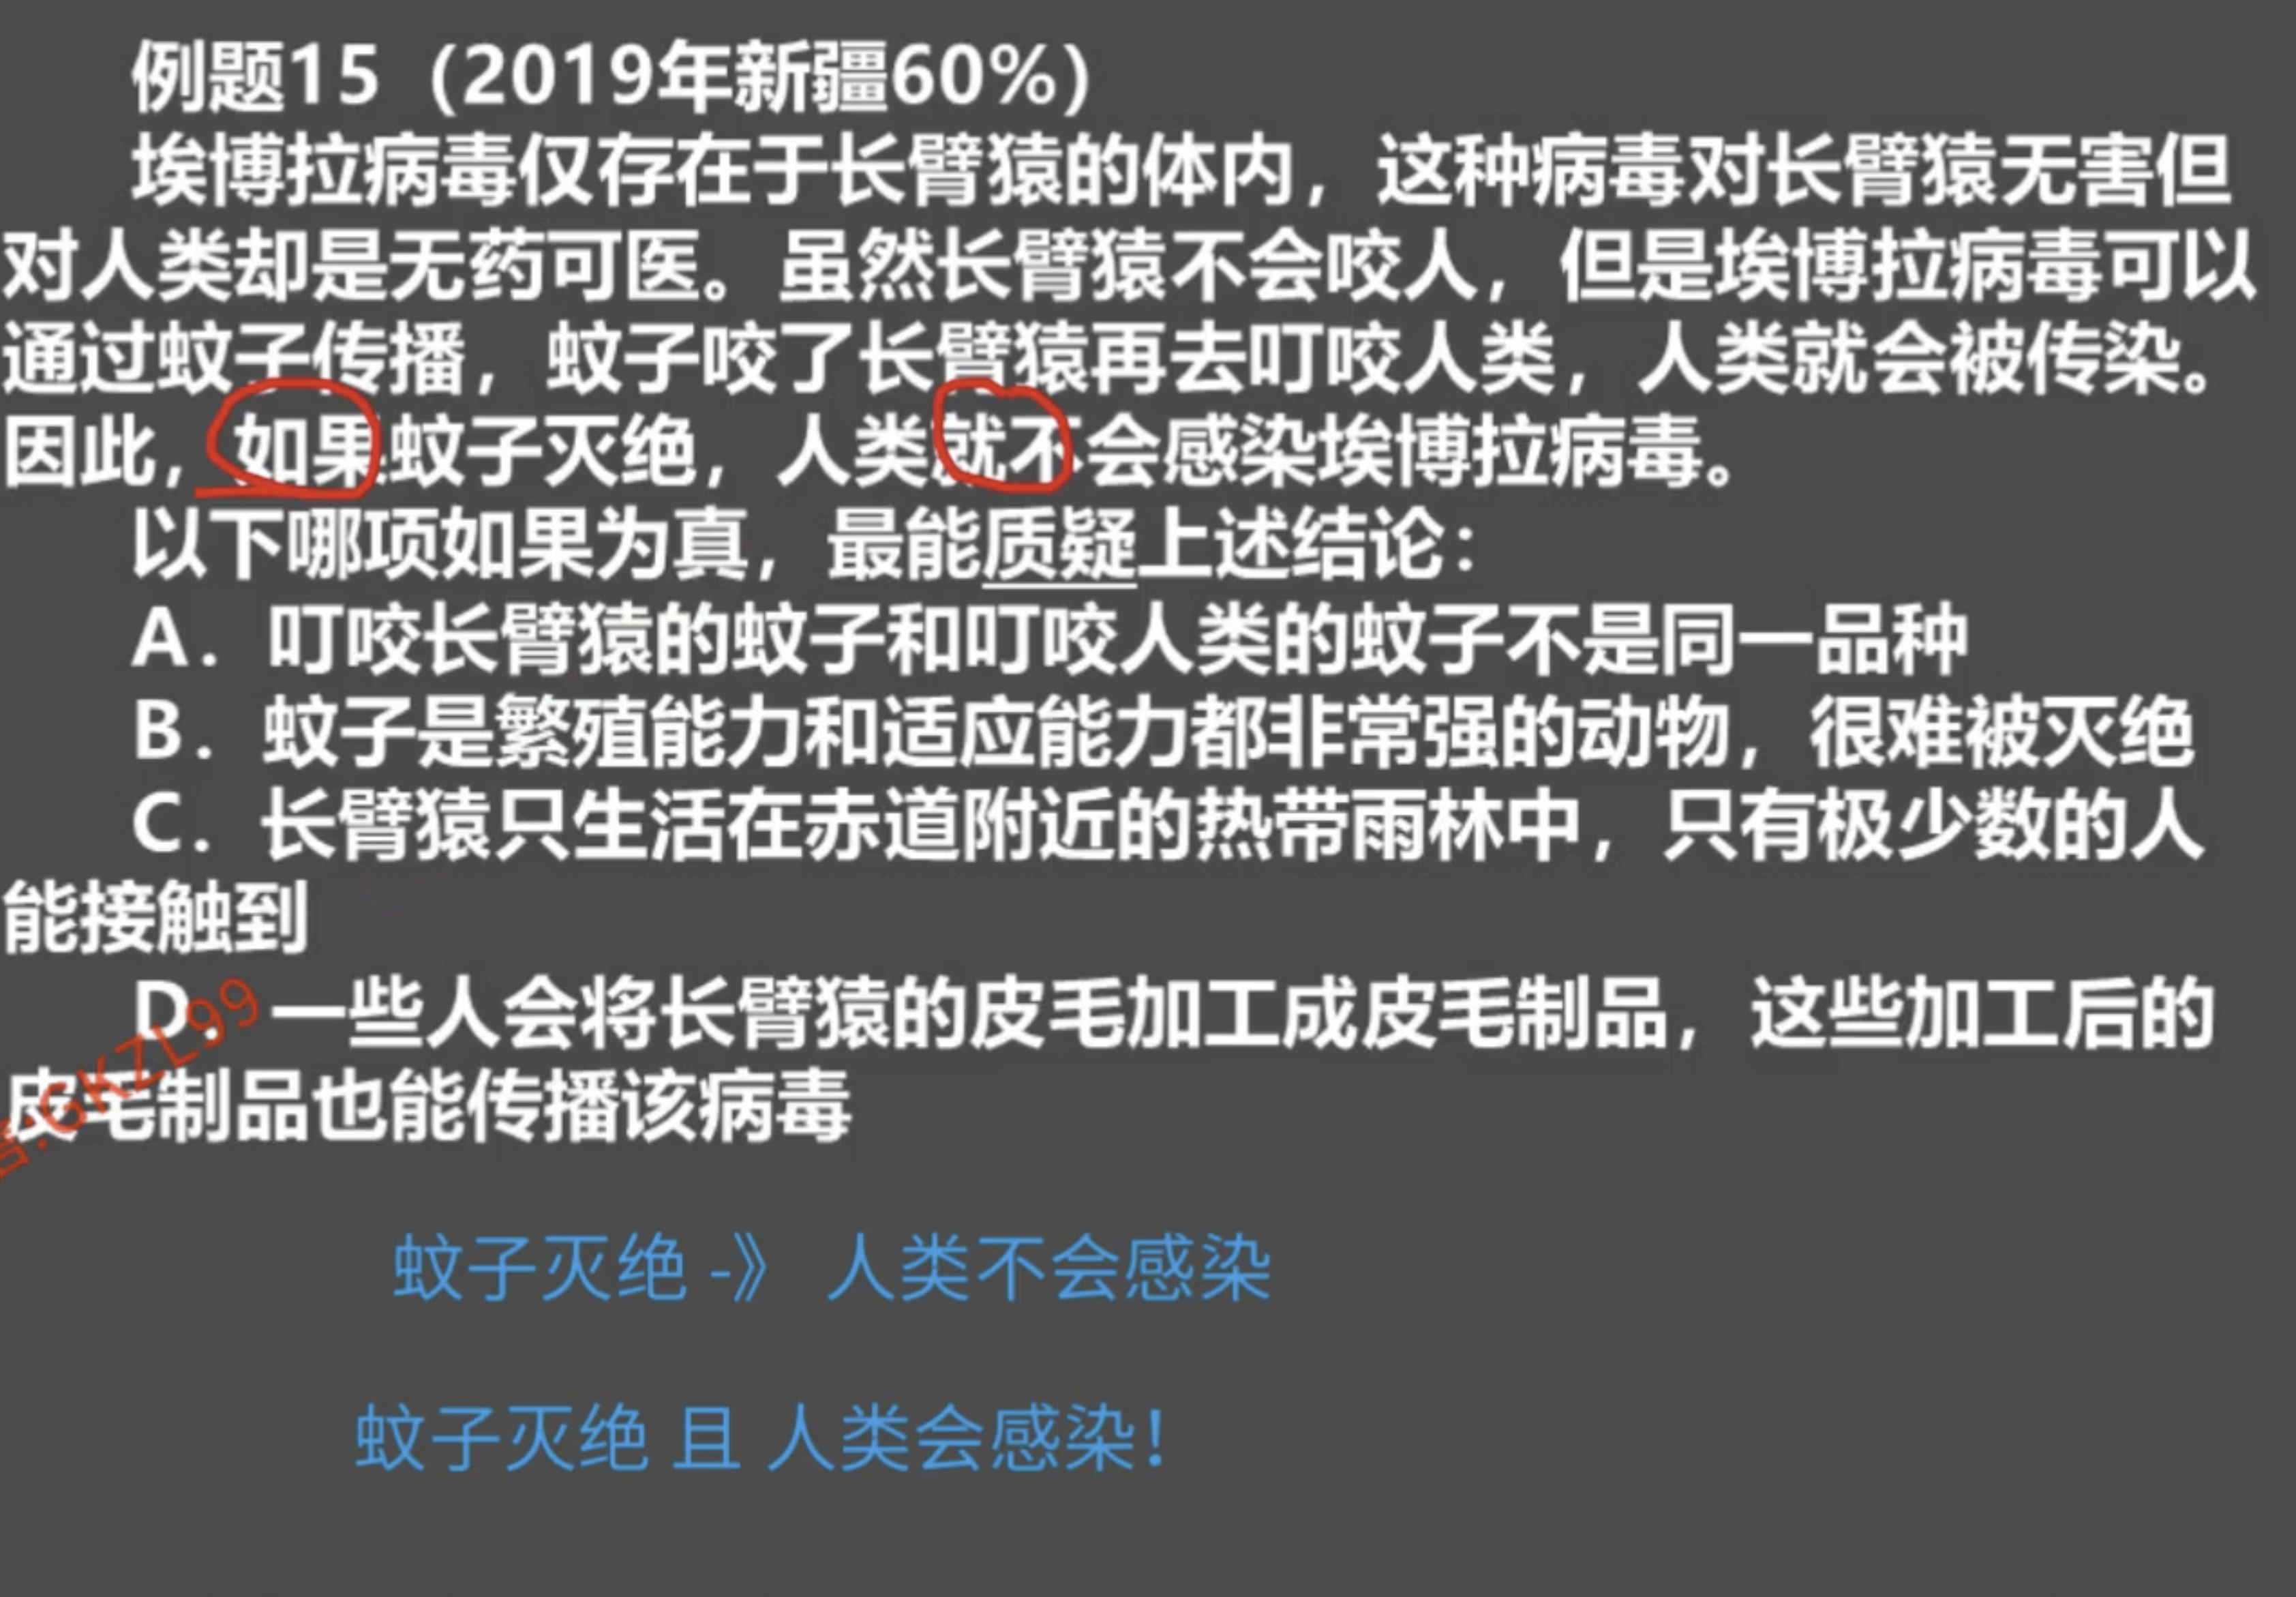 例题15（2019年新疆60%）
埃博拉病毒仅存在于长臂猿的体内，这种病毒对长臂猿无害但
对人类却是无药可医。虽然长臂猿不会咬人，但是埃博拉病毒可以
通过蚊子传播，蚊子咬了长臂猿再去叮咬人类，人类就会被传染。
因此，如果蚊子灭绝，人类就不会感染埃博拉病毒。
以下哪项如果为真，最能质疑上述结论：
A. 叮咬长臂猿的蚊子和叮咬人类的蚊子不是同一品种
B. 蚊子是繁殖能力和适应能力都非常强的动物，很难被灭绝
C. 长臂猿只生活在赤道附近的热带雨林中，只有极少数的人
能接触到
D. 一些人会将长臂猿的皮毛加工成皮毛制品，这些加工后的
皮毛制品也能传播该病毒
:GKZL99
蚊子灭绝 -》 人类不会感染
蚊子灭绝 且 人类会感染！